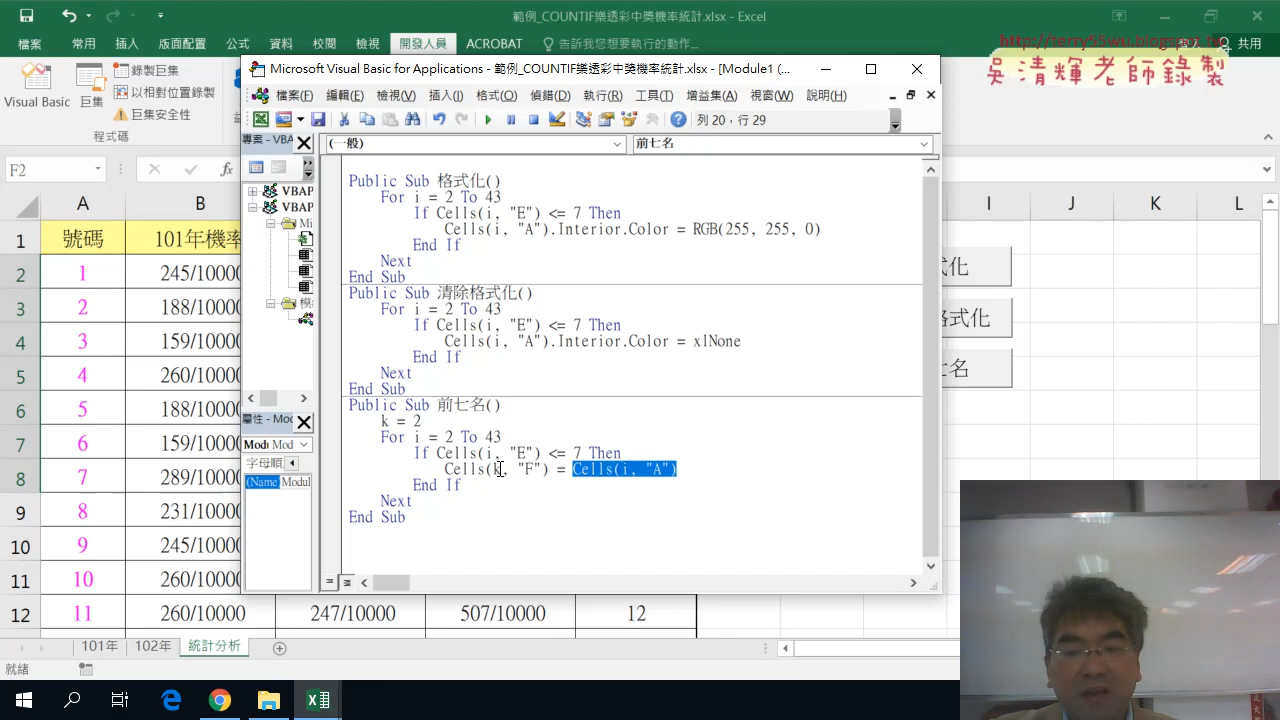 範例_COUNTIF樂透彩中獎機率統計.xlsx - Excel
檔案 常用 插入 版面配置 公式 資料 校閱 檢視 開發人員 ACROBAT 告訴我您想要執行的動作... 登入 共用
http://terry55wu.blogspot.tw
吳清輝老師錄製
Visual Basic 巨集 錄製巨集
以相對位置錄製
巨集安全性
程式碼
Microsoft Visual Basic for Applications - 範例_COUNTIF樂透彩中獎機率統計.xlsx - [Module1 (
檔案(F) 編輯(E) 檢視(V) 插入(I) 格式(O) 偵錯(D) 執行(R) 工具(T) 增益集(A) 視窗(W) 說明(H)
列 20，行 29
專案 - VBA
(一般) 前七名
VBAP
VBAP
Mi
模
屬性 - Mod
Modu Mod
字母順
(Name Modul
Public Sub 格式化()
For i = 2 To 43
If Cells(i, "E") <= 7 Then
Cells(i, "A").Interior.Color = RGB(255, 255, 0)
End If
Next
End Sub
Public Sub 清除格式化()
For i = 2 To 43
If Cells(i, "E") <= 7 Then
Cells(i, "A").Interior.Color = xlNone
End If
Next
End Sub
Public Sub 前七名()
k = 2
For i = 2 To 43
If Cells(i, "E") <= 7 Then
Cells(k, "F") = Cells(i, "A")
End If
Next
End Sub
F2 fx
A B I J K L
1 號碼 101年機率
2 1 245/10000 式化
3 2 188/10000 格式化
4 3 159/10000
5 4 260/10000 七名
6 5 188/10000
7 6 159/10000
8 7 289/10000
9 8 231/10000
10 9 245/10000
11 10 260/10000
12 11 260/10000 247/10000 507/10000 12
101年 102年 統計分析
就緒